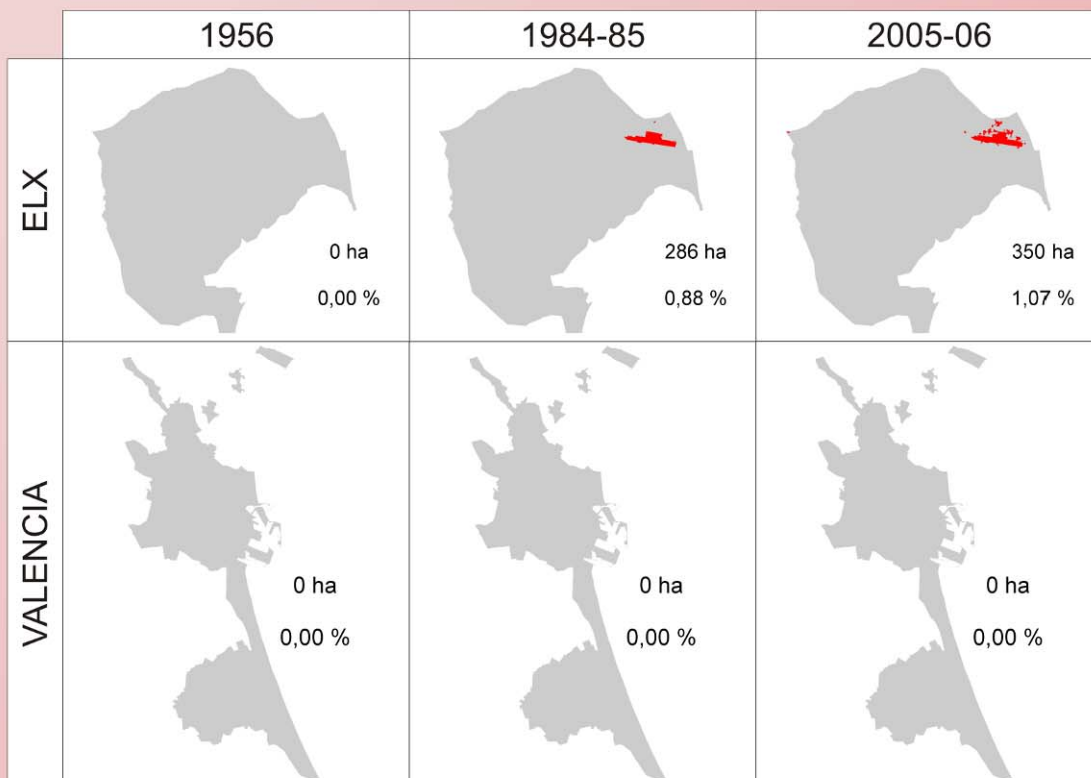 1956
1984-85
2005-06
ELX
0 ha
0,00 %
286 ha
0,88 %
350 ha
1,07 %
VALENCIA
0 ha
0,00 %
0 ha
0,00 %
0 ha
0,00 %